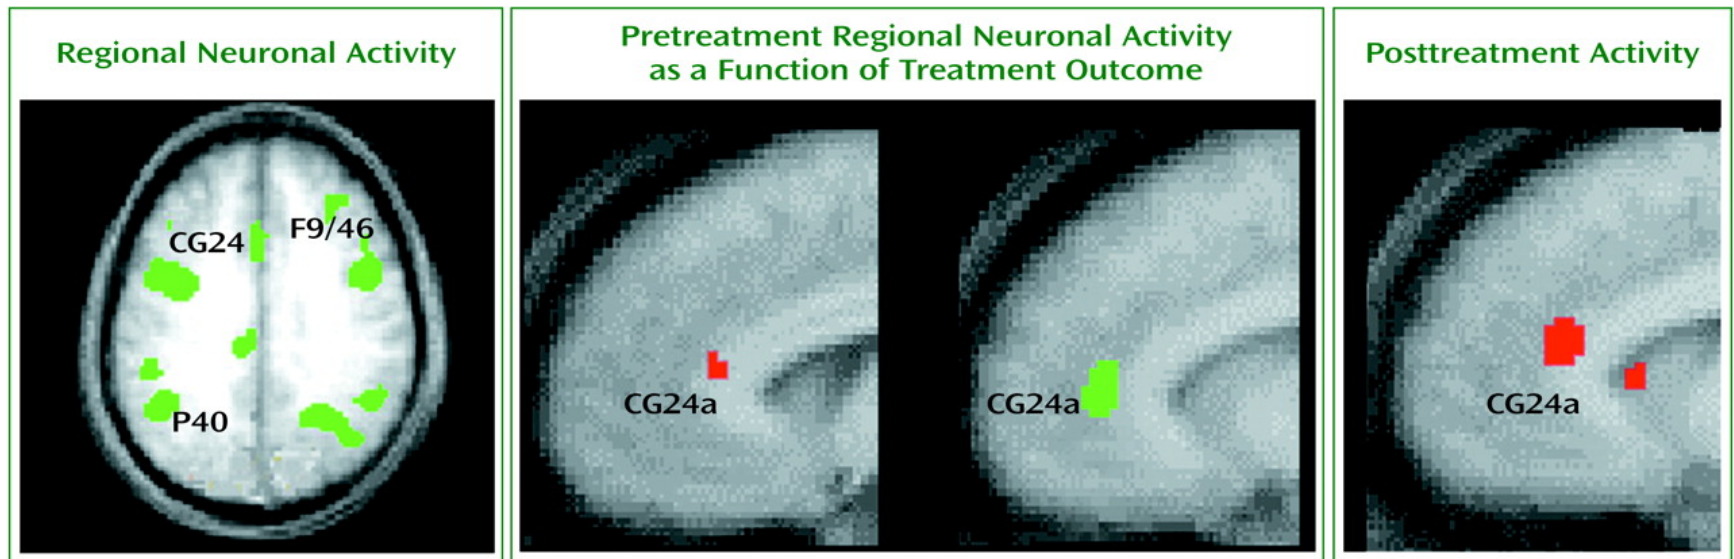 Regional Neuronal Activity
Pretreatment Regional Neuronal Activity
as a Function of Treatment Outcome
Posttreatment Activity
CG24
F9/46
P40
CG24a
CG24a
CG24a